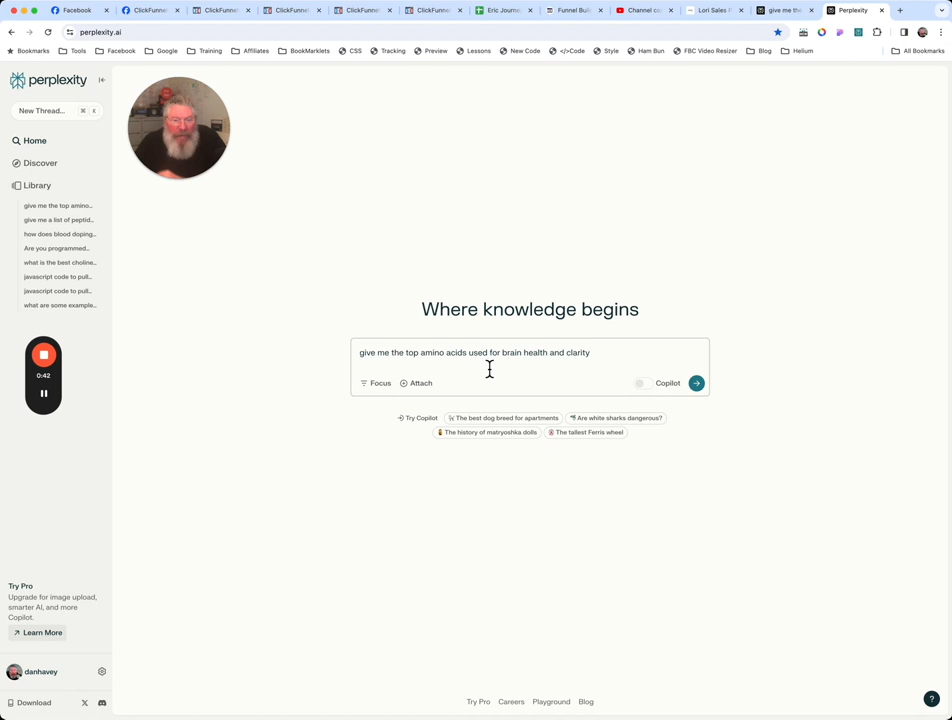 Facebook
ClickFunnel
ClickFunnel
ClickFunnel
ClickFunnel
Eric Journe
Funnel Buil
Channel co
Lori Sales F
give me the
Perplexity
perplexity.ai
Bookmarks
Tools
Facebook
Google
Training
Affiliates
BookMarklets
CSS
Tracking
Preview
Lessons
New Code
</>Code
Style
Ham Bun
FBC Video Resizer
Blog
Helium
All Bookmarks
perplexity
New Thread... ⌘ K
Home
Discover
Library
give me the top amino...
give me a list of peptid...
how does blood doping...
Are you programmed...
what is the best choline...
javascript code to pull...
javascript code to pull...
what are some example...
0:42
Where knowledge begins
give me the top amino acids used for brain health and clarity
Focus
Attach
Copilot
Try Copilot
The best dog breed for apartments
Are white sharks dangerous?
The history of matryoshka dolls
The tallest Ferris wheel
Try Pro
Upgrade for image upload,
smarter AI, and more
Copilot.
Learn More
danhavey
Download
Try Pro
Careers
Playground
Blog
?